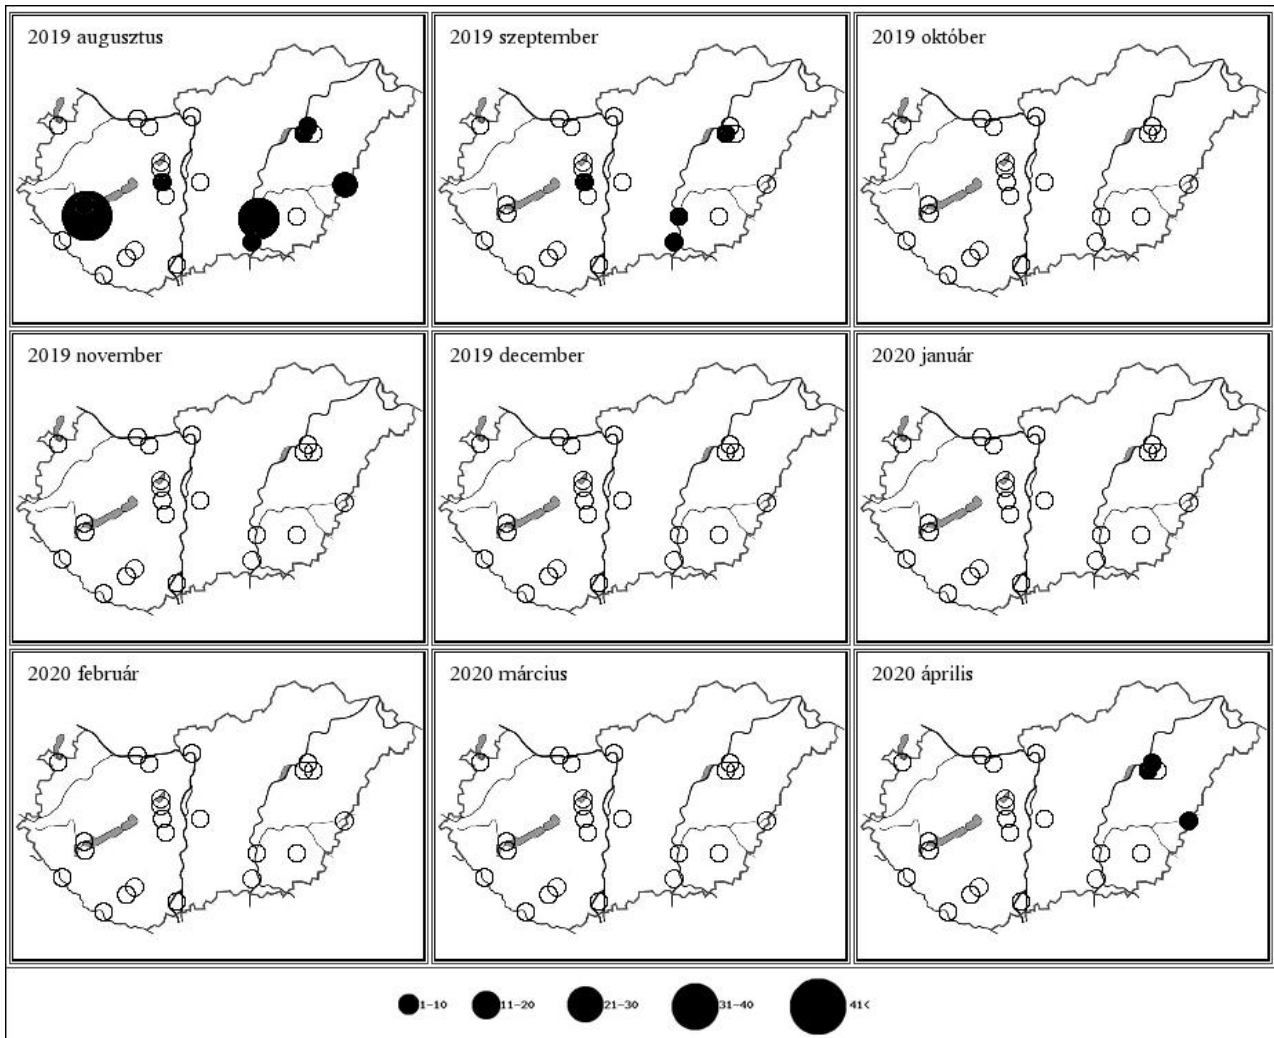 2019 augusztus
2019 szeptember
2019 október
2019 november
2019 december
2020 január
2020 február
2020 március
2020 április
1-10 11-20 21-30 31-40 41<